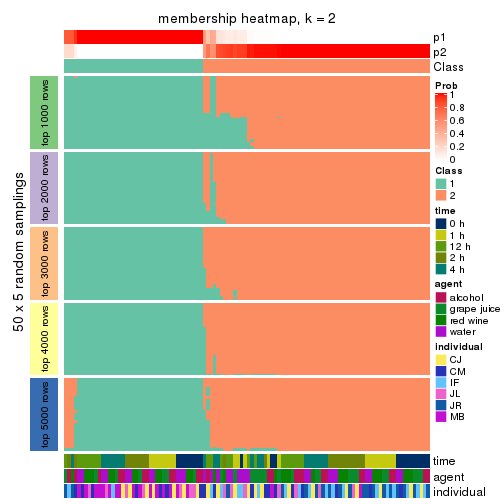 membership heatmap, k = 2
p1
p2
Class
50 x 5 random samplings
top 1000 rows
top 2000 rows
top 3000 rows
top 4000 rows
top 5000 rows
time
agent
individual
Prob
1
0.8
0.6
0.4
0.2
0
Class
1
2
time
0 h
1 h
12 h
2 h
4 h
agent
alcohol
grape juice
red wine
water
individual
CJ
CM
IF
JL
JR
MB